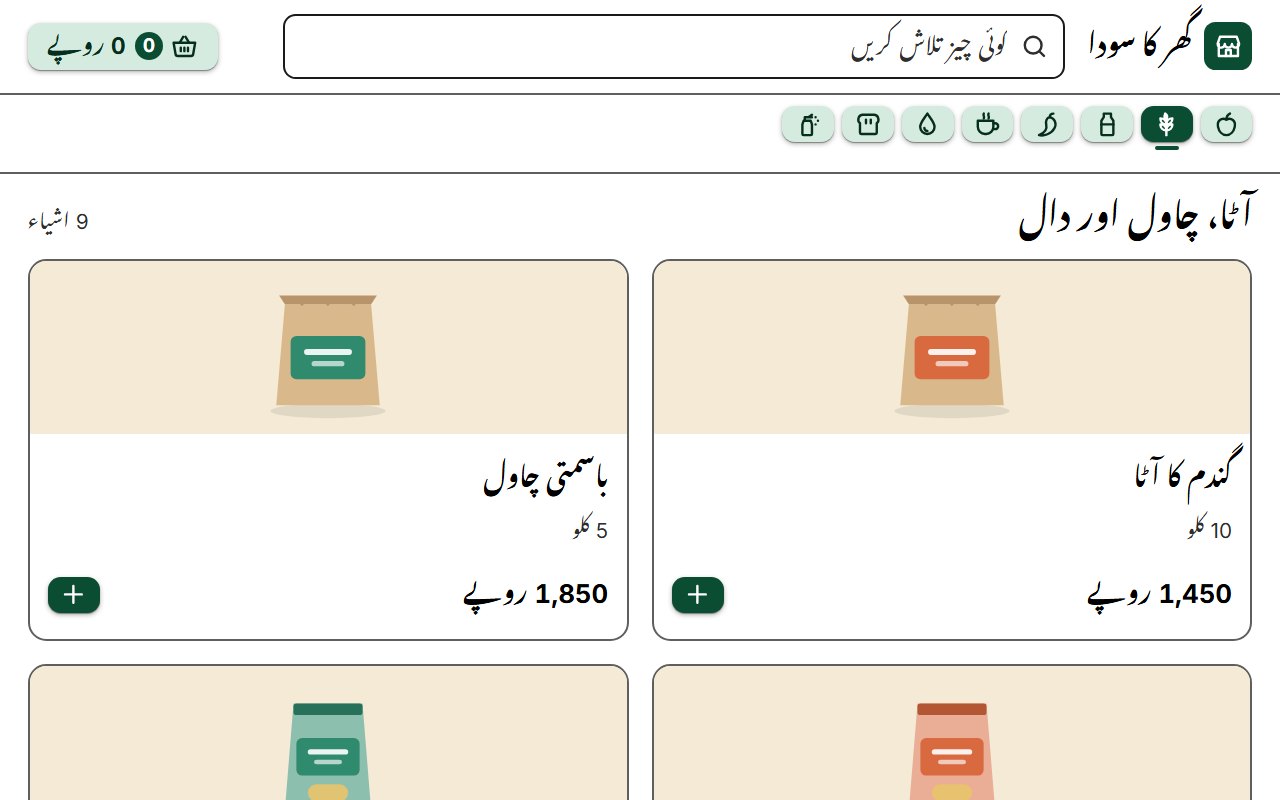 گھر کا سودا
کوئی چیز تلاش کریں
0 0 روپے
آٹا، چاول اور دال
9 اشیاء
گندم کا آٹا
10 کلو
1,450 روپے
باسمتی چاول
5 کلو
1,850 روپے